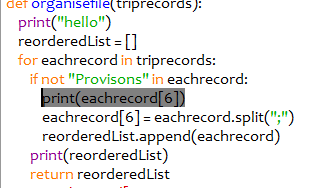 def organisefile(triprecords):
print("hello")
reorderedList = []
for eachrecord in triprecords:
if not "Provisons" in eachrecord:
print(eachrecord[6])
eachrecord[6] = eachrecord.split(";")
reorderedList.append(eachrecord)
print(reorderedList)
return reorderedList